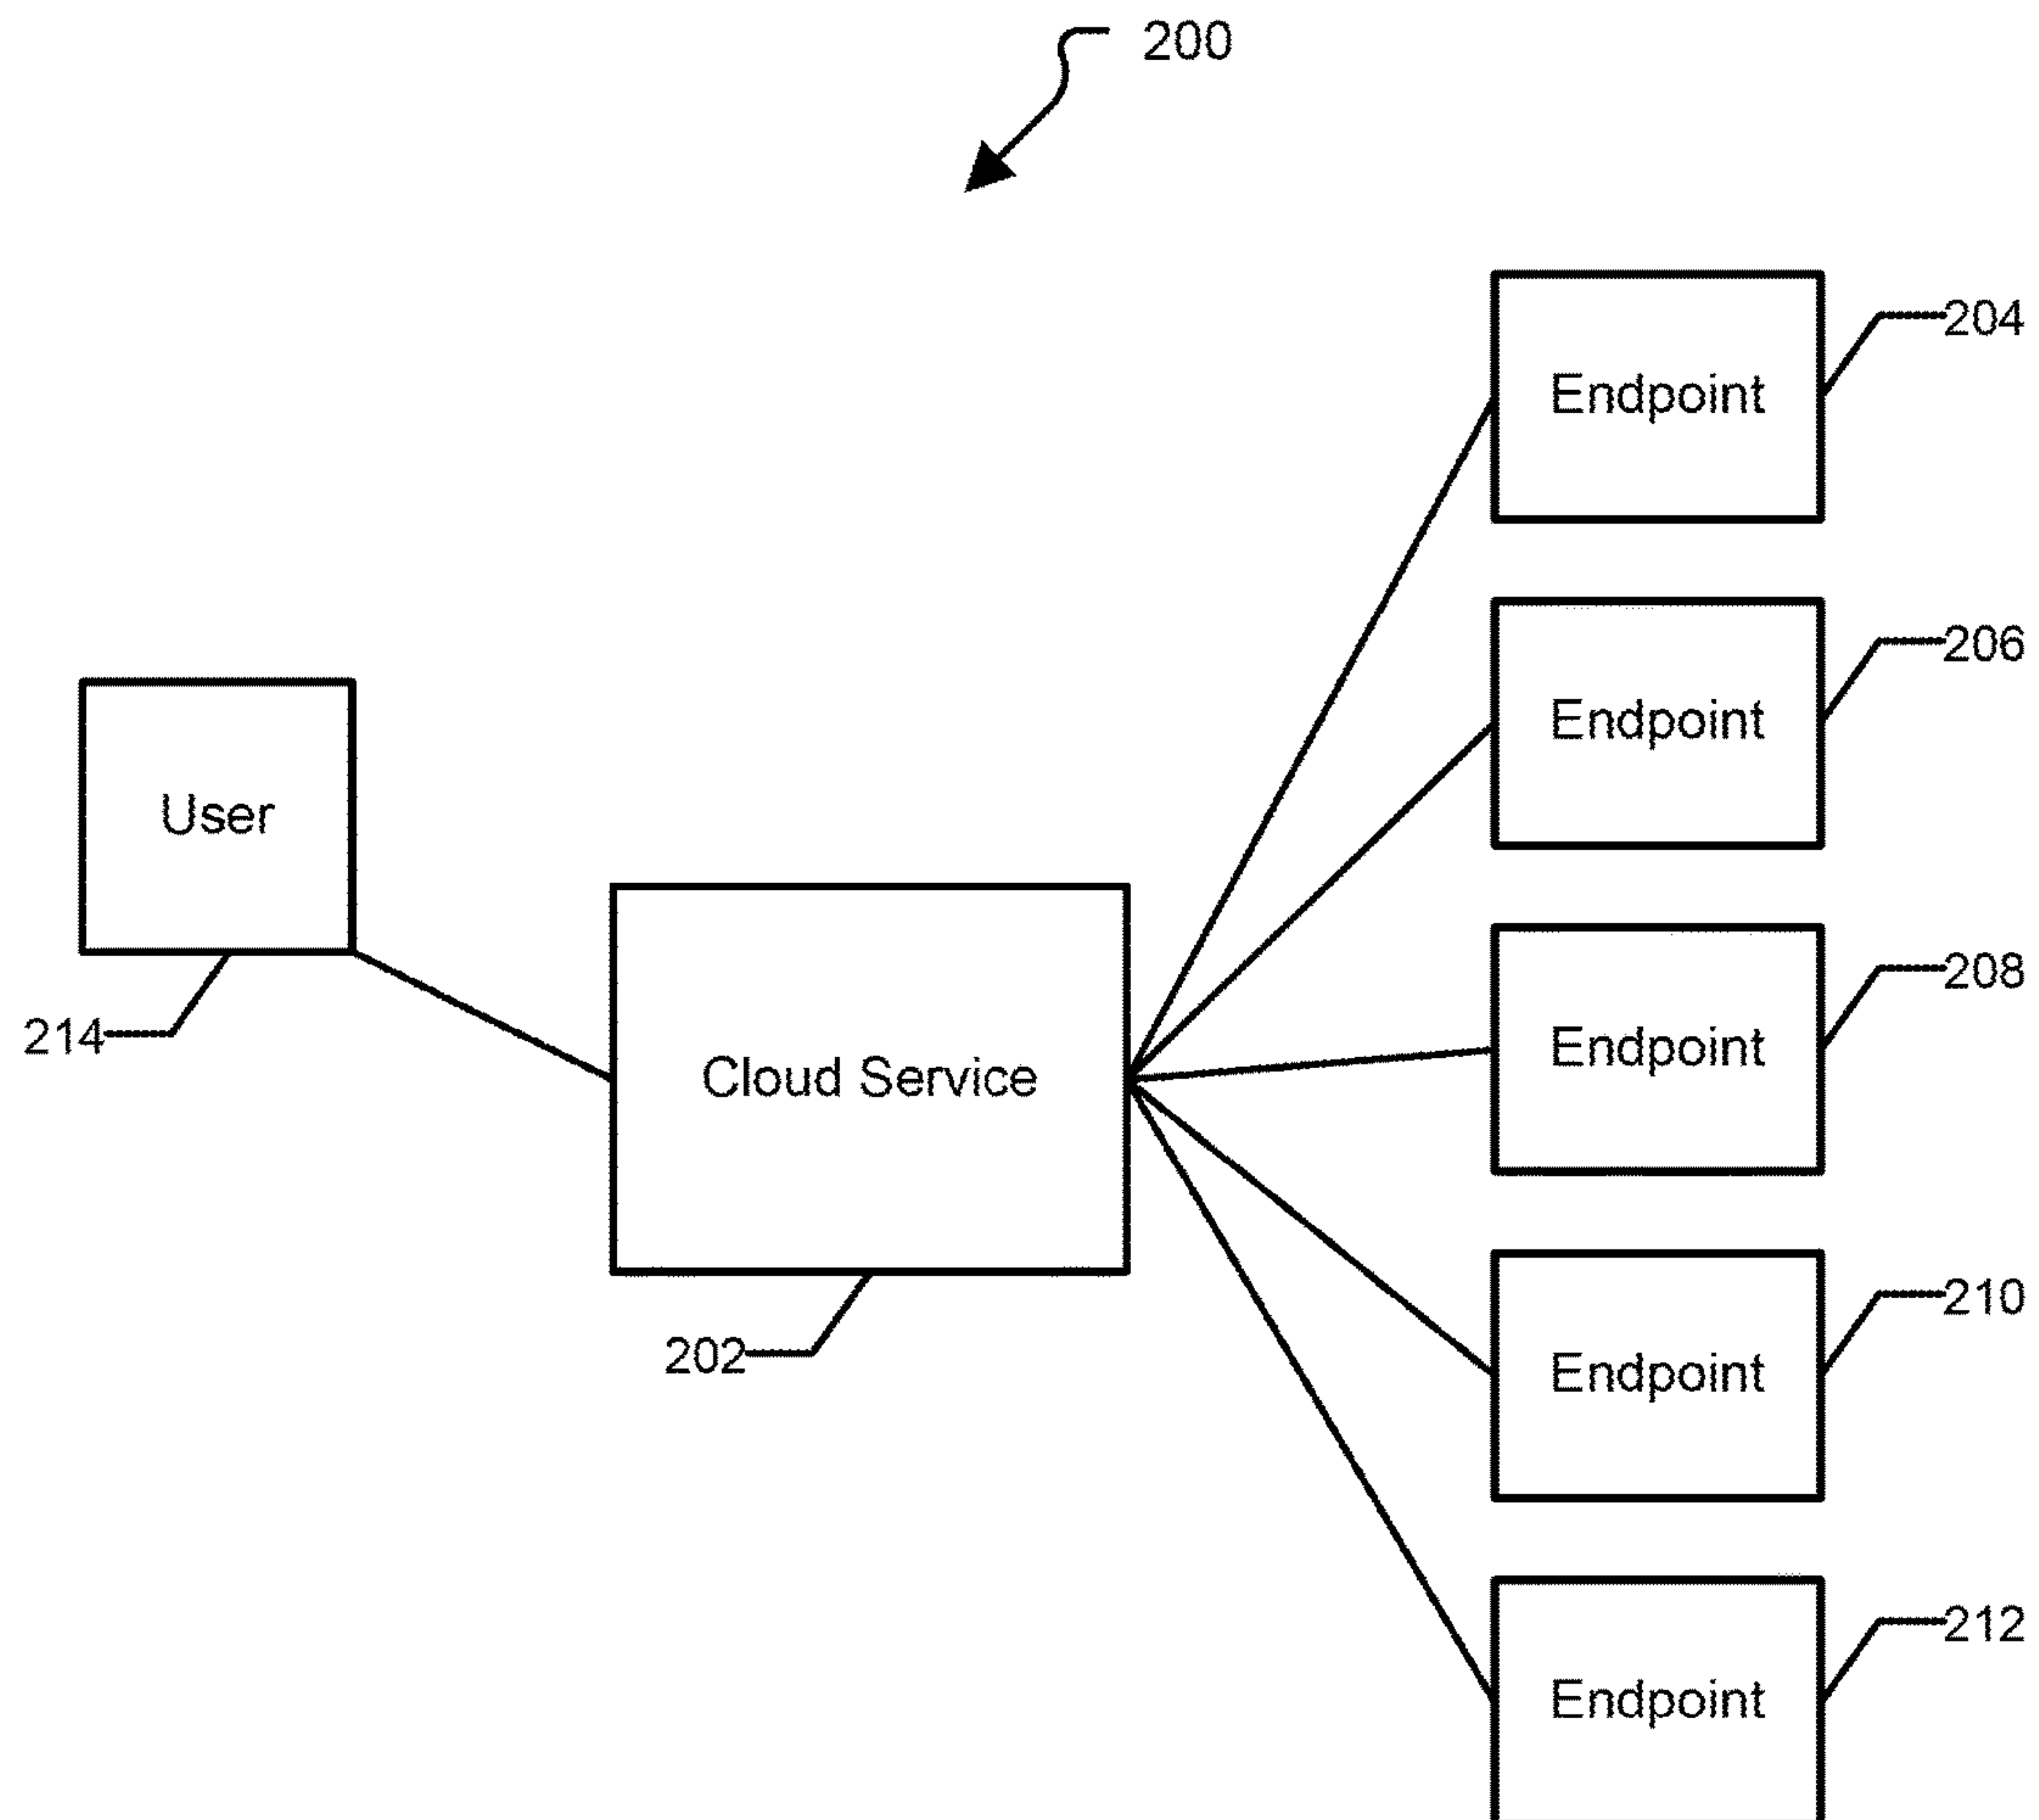 200
Endpoint
204
Endpoint
206
User
214
Endpoint
208
Cloud Service
202
Endpoint
210
Endpoint
212